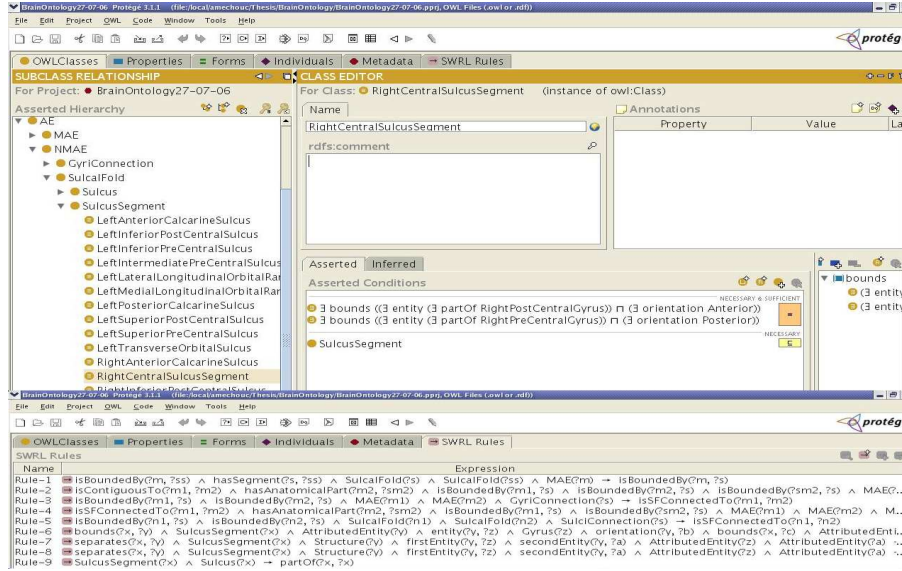 BrainOntology27-07-06 Protégé 3.1.1 (file:/local/amechouc/Thesis/BrainOntology/BrainOntology27-07-06.pprj, OWL Files (.owl or .rdf))
File Edit Project OWL Code Window Tools Help
protég
OWLClasses Properties Forms Individuals Metadata SWRL Rules
SUBCLASS RELATIONSHIP
CLASS EDITOR
For Project: BrainOntology27-07-06
For Class: RightCentralSulcusSegment (instance of owl:Class)
Asserted Hierarchy
Name
Annotations
Property Value La
AE
MAE
NMAE
GyriConnection
SulcalFold
Sulcus
SulcusSegment
LeftAnteriorCalcarineSulcus
LeftInferiorPostCentralSulcus
LeftInferiorPreCentralSulcus
LeftIntermediatePreCentralSulcus
LeftLateralLongitudinalOrbitalRar
LeftMedialLongitudinalOrbitalRar
LeftPosteriorCalcarineSulcus
LeftSuperiorPostCentralSulcus
LeftSuperiorPreCentralSulcus
LeftTransverseOrbitalSulcus
RightAnteriorCalcarineSulcus
RightCentralSulcusSegment
RightInferiorPostCentralSulcus
RightCentralSulcusSegment
rdfs:comment
Asserted Inferred
Asserted Conditions
NECESSARY & SUFFICIENT
∃ bounds ((∃ entity (∃ partOf RightPostCentralGyrus)) ⊓ (∃ orientation Anterior))
∃ bounds ((∃ entity (∃ partOf RightPreCentralGyrus)) ⊓ (∃ orientation Posterior))
NECESSARY
SulcusSegment
bounds
(∃ entity
(∃ entity
BrainOntology27-07-06 Protégé 3.1.1 (file:/local/amechouc/Thesis/BrainOntology/BrainOntology27-07-06.pprj, OWL Files (.owl or .rdf))
File Edit Project OWL Code Window Tools Help
protég
OWLClasses Properties Forms Individuals Metadata SWRL Rules
SWRL Rules
Name Expression
Rule-1 isBoundedBy(?m, ?ss) ∧ hasSegment(?s, ?ss) ∧ SulcalFold(?s) ∧ SulcalFold(?ss) ∧ MAE(?m) → isBoundedBy(?m, ?s)
Rule-2 isContiguousTo(?m1, ?m2) ∧ hasAnatomicalPart(?m2, ?sm2) ∧ isBoundedBy(?m1, ?s) ∧ isBoundedBy(?m2, ?s) ∧ isBoundedBy(?sm2, ?s) ∧ MAE(?..
Rule-3 isBoundedBy(?m1, ?s) ∧ isBoundedBy(?m2, ?s) ∧ MAE(?m1) ∧ MAE(?m2) ∧ GyriConnection(?s) → isSFConnectedTo(?m1, ?m2)
Rule-4 isSFConnectedTo(?m1, ?m2) ∧ hasAnatomicalPart(?m2, ?sm2) ∧ isBoundedBy(?m1, ?s) ∧ isBoundedBy(?sm2, ?s) ∧ MAE(?m1) ∧ MAE(?m2) ∧ M...
Rule-5 isBoundedBy(?n1, ?s) ∧ isBoundedBy(?n2, ?s) ∧ SulcalFold(?n1) ∧ SulcalFold(?n2) ∧ SulciConnection(?s) → isSFConnectedTo(?n1, ?n2)
Rule-6 bounds(?x, ?y) ∧ SulcusSegment(?x) ∧ AttributedEntity(?y) ∧ entity(?y, ?z) ∧ Gyrus(?z) ∧ orientation(?y, ?b) ∧ bounds(?x, ?c) ∧ AttributedEnti..
Rule-7 separates(?x, ?y) ∧ SulcusSegment(?x) ∧ Structure(?y) ∧ firstEntity(?y, ?z) ∧ secondEntity(?y, ?a) ∧ AttributedEntity(?z) ∧ AttributedEntity(?a) ..
Rule-8 separates(?x, ?y) ∧ SulcusSegment(?x) ∧ Structure(?y) ∧ firstEntity(?y, ?z) ∧ secondEntity(?y, ?a) ∧ AttributedEntity(?z) ∧ AttributedEntity(?a) ..
Rule-9 SulcusSegment(?x) ∧ Sulcus(?x) → partOf(?x, ?x)